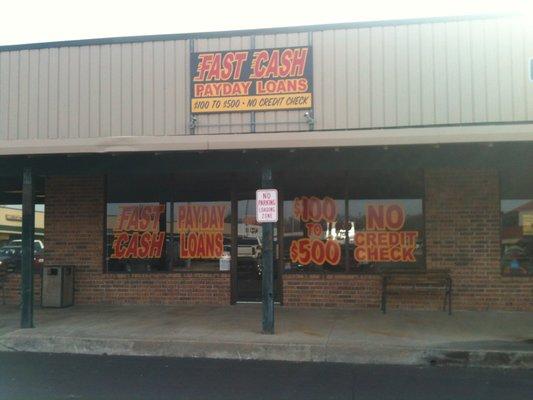 FAST CASH
PAYDAY LOANS
$100 TO $500 • NO CREDIT CHECK
FAST
CASH
PAYDAY
LOANS
NO
PARKING
LOADING
ZONE
$100
TO
$500
NO
CREDIT
CHECK